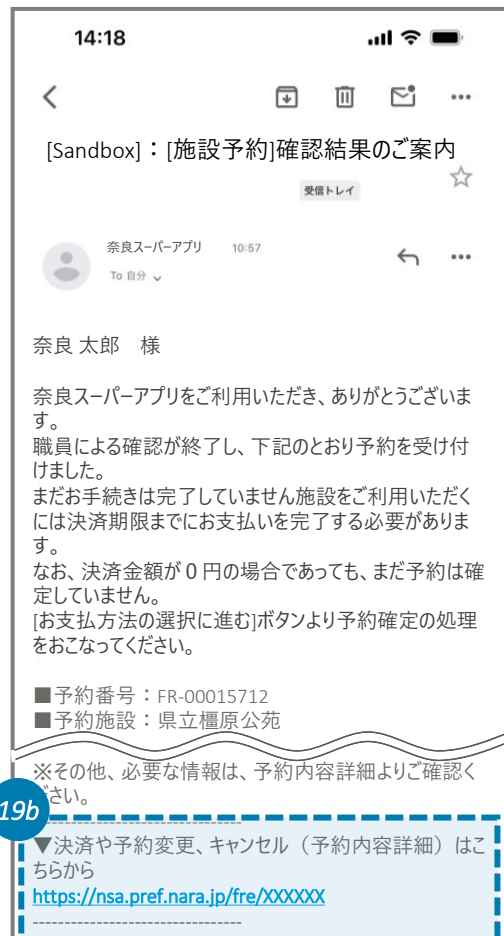 14:18
[Sandbox]：[施設予約]確認結果のご案内
受信トレイ
奈良スーパーアプリ 10:57
To 自分
奈良 太郎　様
奈良スーパーアプリをご利用いただき、ありがとうございま
す。
職員による確認が終了し、下記のとおり予約を受け付
けました。
まだお手続きは完了していません施設をご利用いただく
には決済期限までにお支払いを完了する必要がありま
す。
なお、決済金額が０円の場合であっても、まだ予約は確
定していません。
[お支払方法の選択に進む]ボタンより予約確定の処理
をおこなってください。
■予約番号：FR-00015712
■予約施設：県立橿原公苑
※その他、必要な情報は、予約内容詳細よりご確認く
ださい。
19b
--------------------------------
▼決済や予約変更、キャンセル（予約内容詳細）はこ
ちらから
https://nsa.pref.nara.jp/fre/XXXXXX
--------------------------------